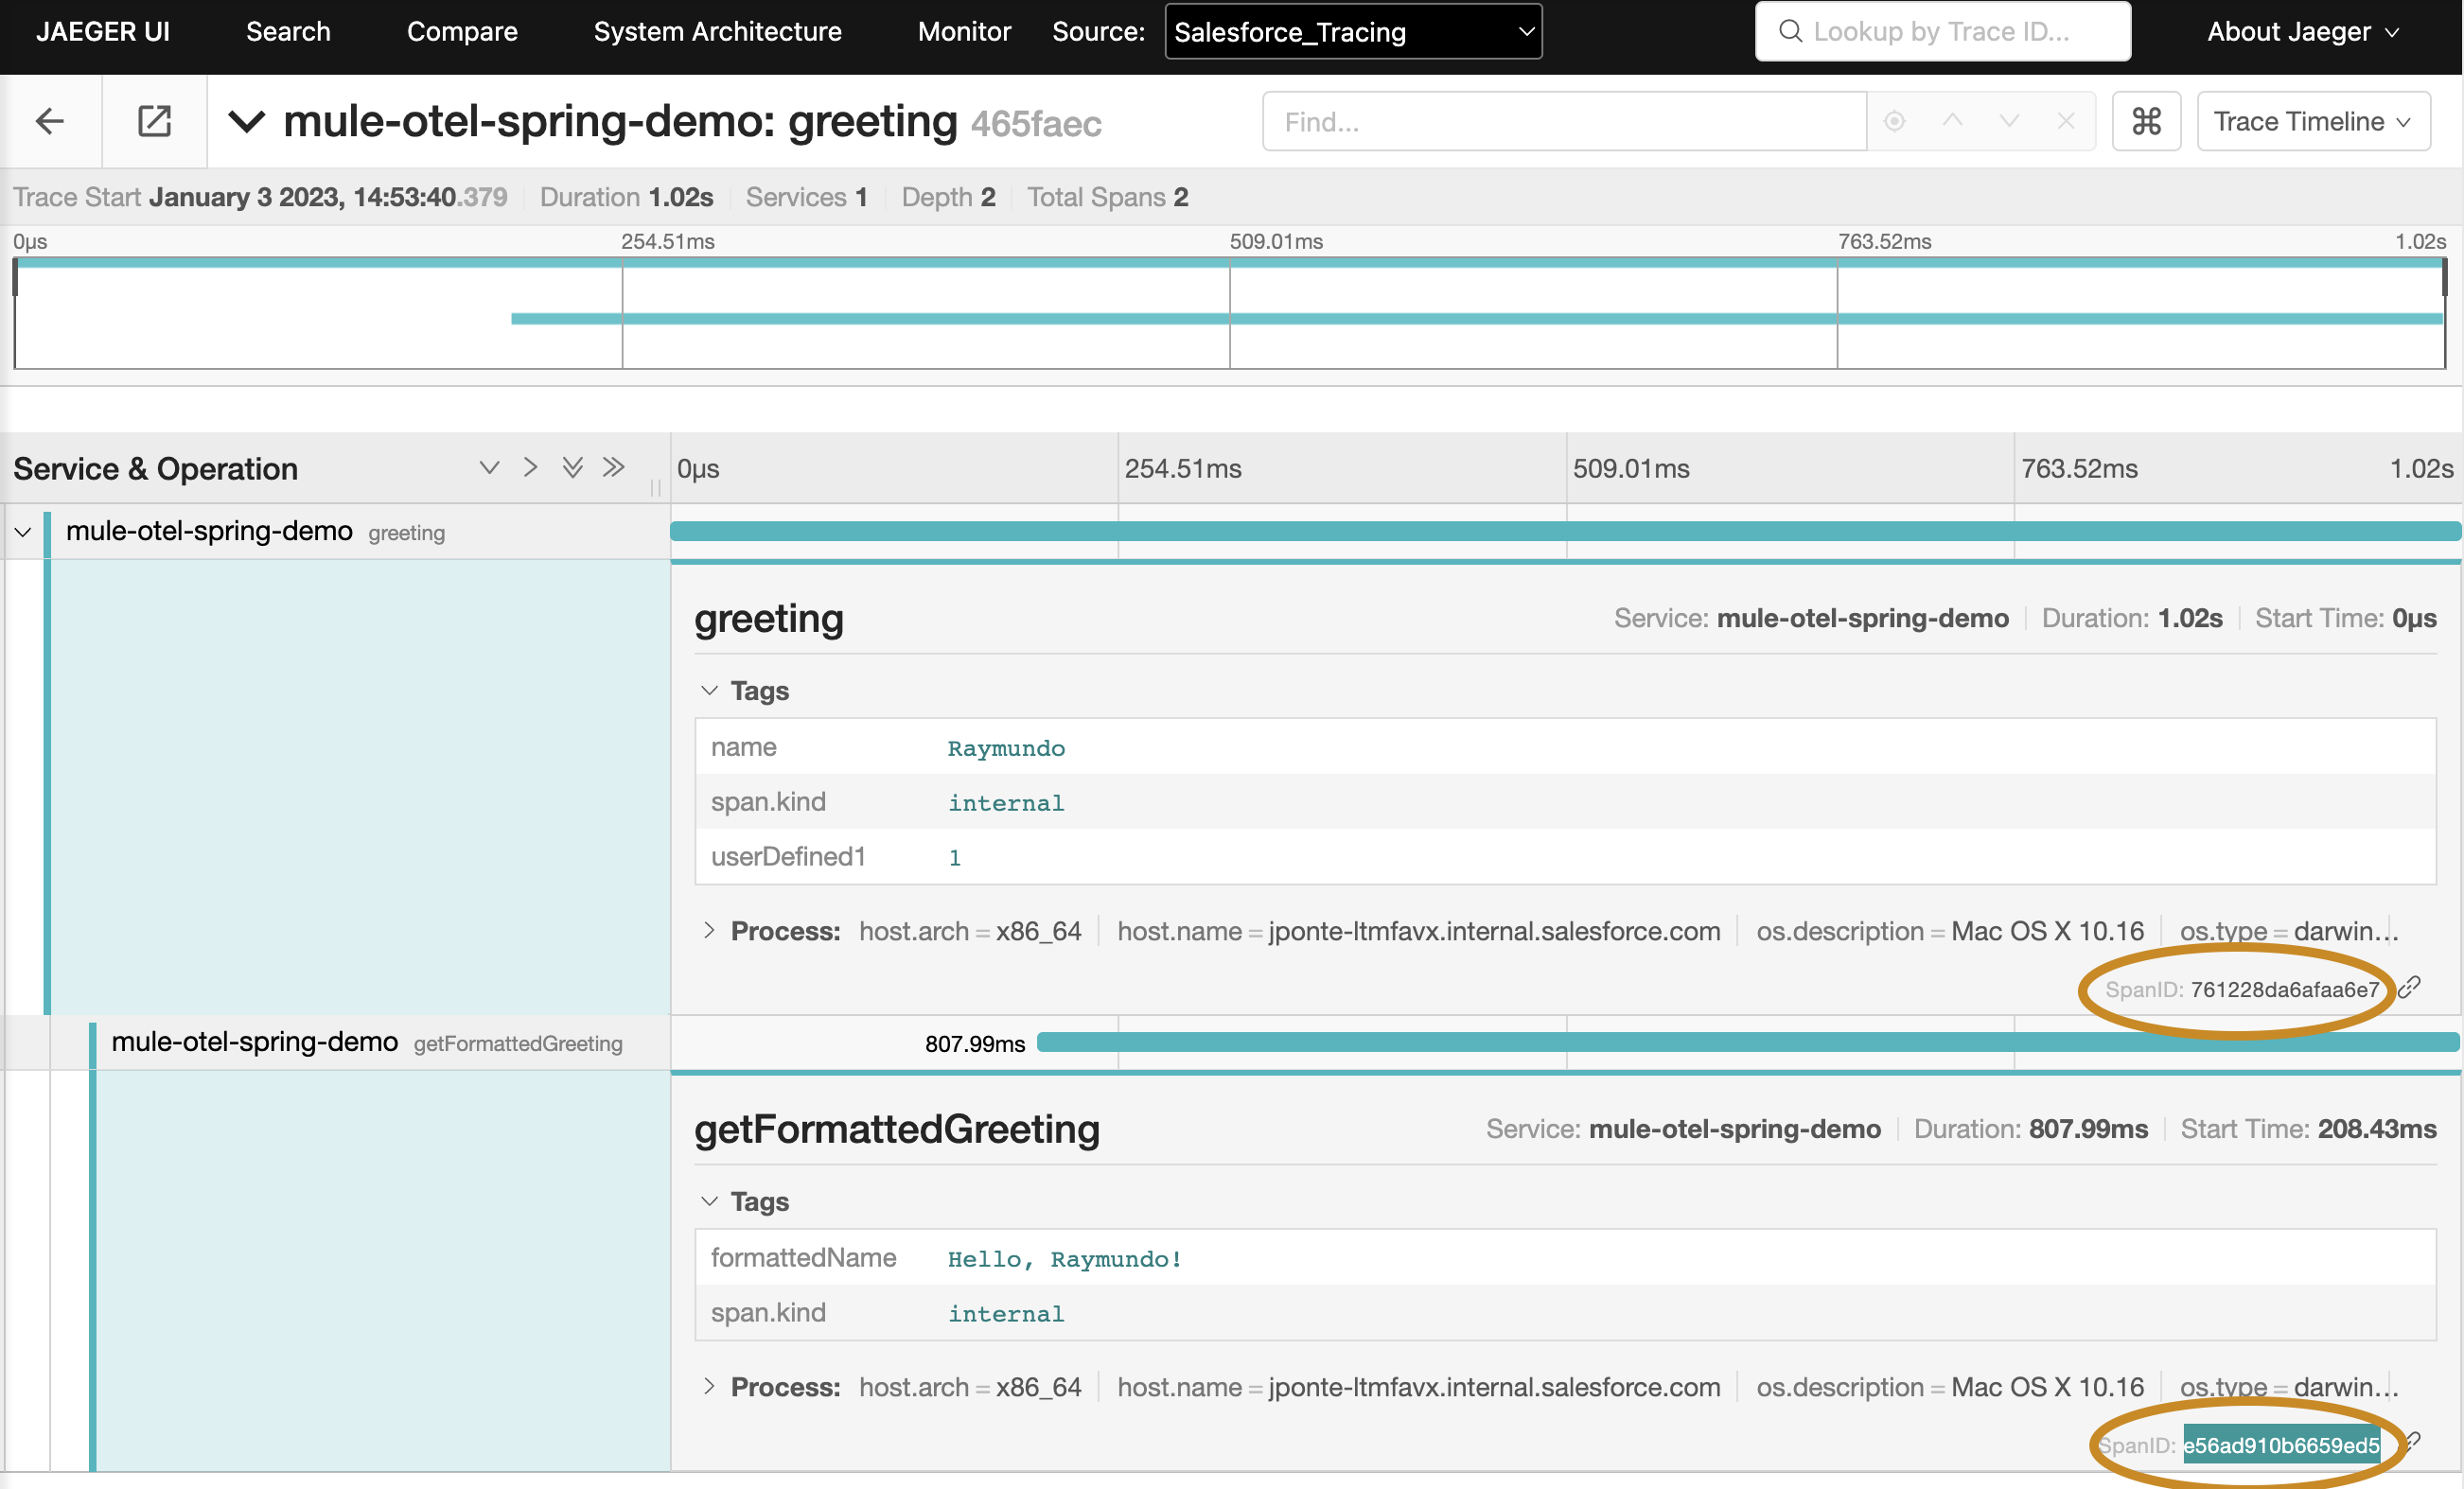 JAEGER UI Search Compare System Architecture Monitor Source: Salesforce_Tracing Lookup by Trace ID... About Jaeger
mule-otel-spring-demo: greeting 465faec Find... ⌘ Trace Timeline
Trace Start January 3 2023, 14:53:40.379 Duration 1.02s Services 1 Depth 2 Total Spans 2
0μs 254.51ms 509.01ms 763.52ms 1.02s
Service & Operation 0μs 254.51ms 509.01ms 763.52ms 1.02s
mule-otel-spring-demo greeting
greeting Service: mule-otel-spring-demo Duration: 1.02s Start Time: 0μs
Tags
name Raymundo
span.kind internal
userDefined1 1
Process: host.arch = x86_64 host.name = jponte-ltmfavx.internal.salesforce.com os.description = Mac OS X 10.16 os.type = darwin...
SpanID: 761228da6afaa6e7
mule-otel-spring-demo getFormattedGreeting 807.99ms
getFormattedGreeting Service: mule-otel-spring-demo Duration: 807.99ms Start Time: 208.43ms
Tags
formattedName Hello, Raymundo!
span.kind internal
Process: host.arch = x86_64 host.name = jponte-ltmfavx.internal.salesforce.com os.description = Mac OS X 10.16 os.type = darwin...
SpanID: e56ad910b6659ed5